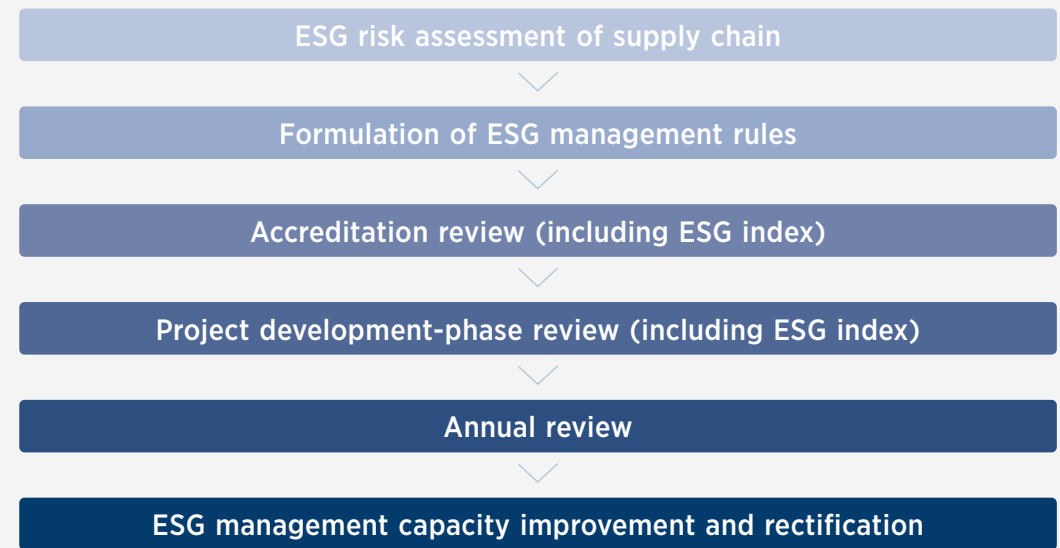 ESG risk assessment of supply chain
Formulation of ESG management rules
Accreditation review (including ESG index)
Project development-phase review (including ESG index)
Annual review
ESG management capacity improvement and rectification